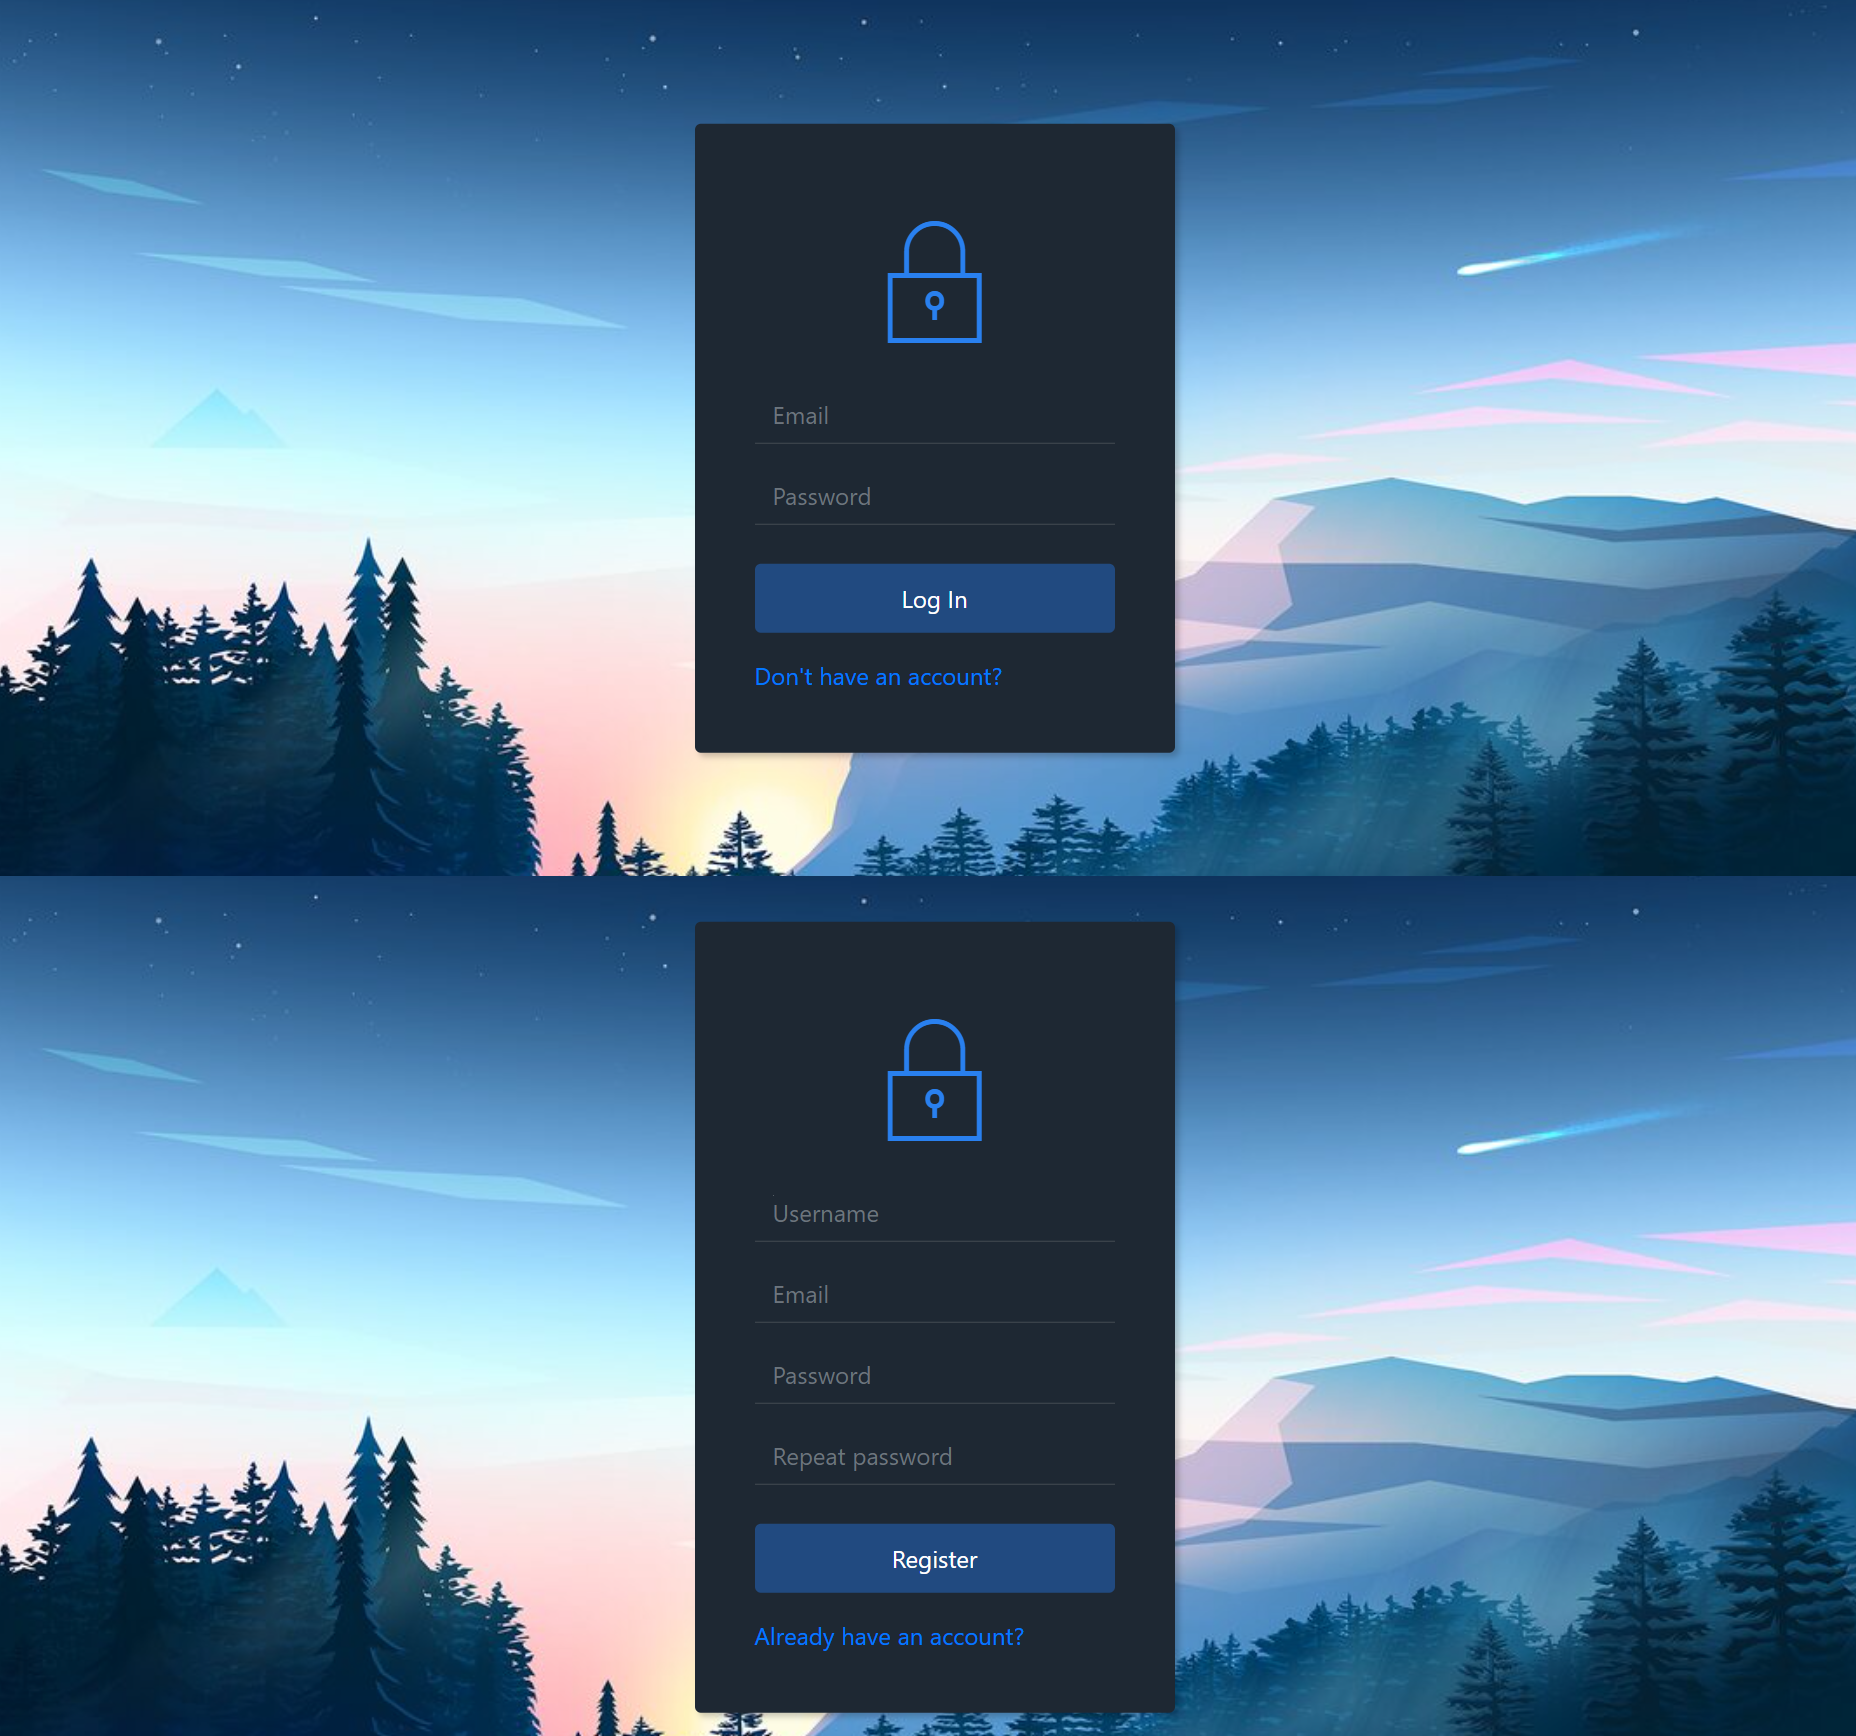 Email
Password
Log In
Don't have an account?
Username
Email
Password
Repeat password
Register
Already have an account?